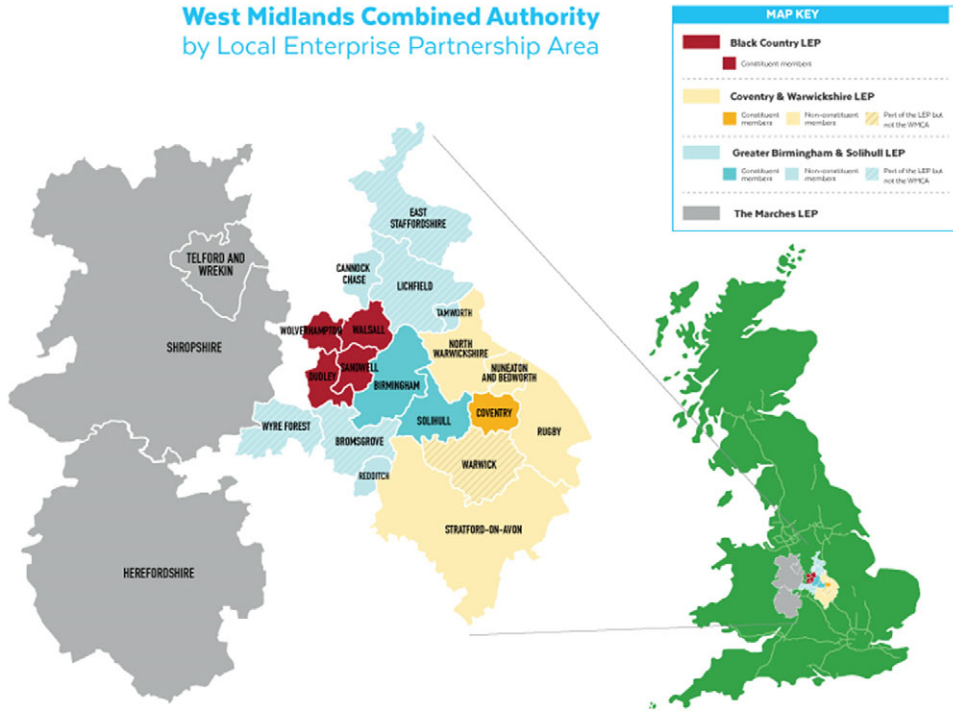 West Midlands Combined Authority
by Local Enterprise Partnership Area
MAP KEY
Black Country LEP
Constituent members
Coventry & Warwickshire LEP
Constituent
members
Non-constituent
members
Part of the LEP but
not the WMCA
Greater Birmingham & Solihull LEP
Constituent
members
Non-constituent
members
Part of the LEP but
not the WMCA
The Marches LEP
EAST
STAFFORDSHIRE
TELFORD AND
WREKIN
CANNOCK
CHASE
LICHFIELD
TAMWORTH
WOLVERHAMPTON
WALSALL
SHROPSHIRE
NORTH
WARWICKSHIRE
SANDWELL
DUDLEY
BIRMINGHAM
NUNEATON
AND BEDWORTH
SOLIHULL
COVENTRY
WYRE FOREST
BROMSGROVE
RUGBY
WARWICK
REDDITCH
STRATFORD-ON-AVON
HEREFORDSHIRE